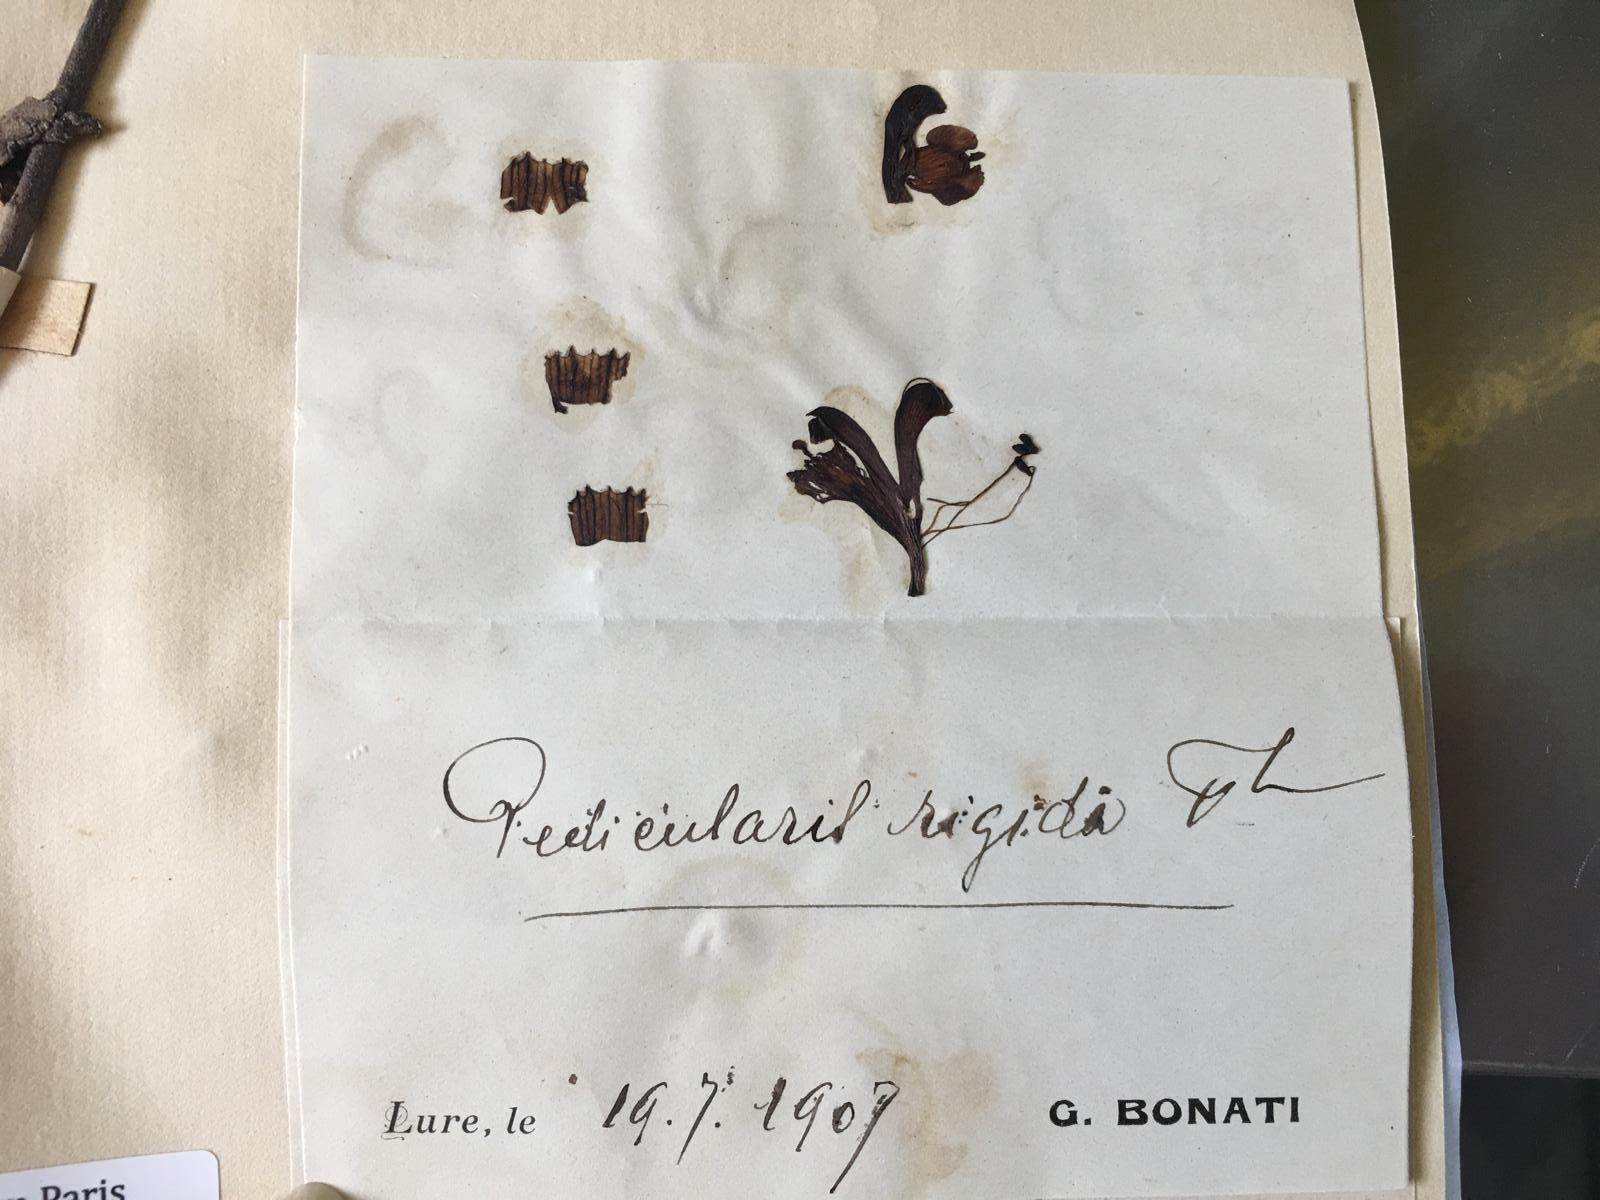 Pedicularis rigida
Lure, le 19.7.1907 G. BONATI
Paris